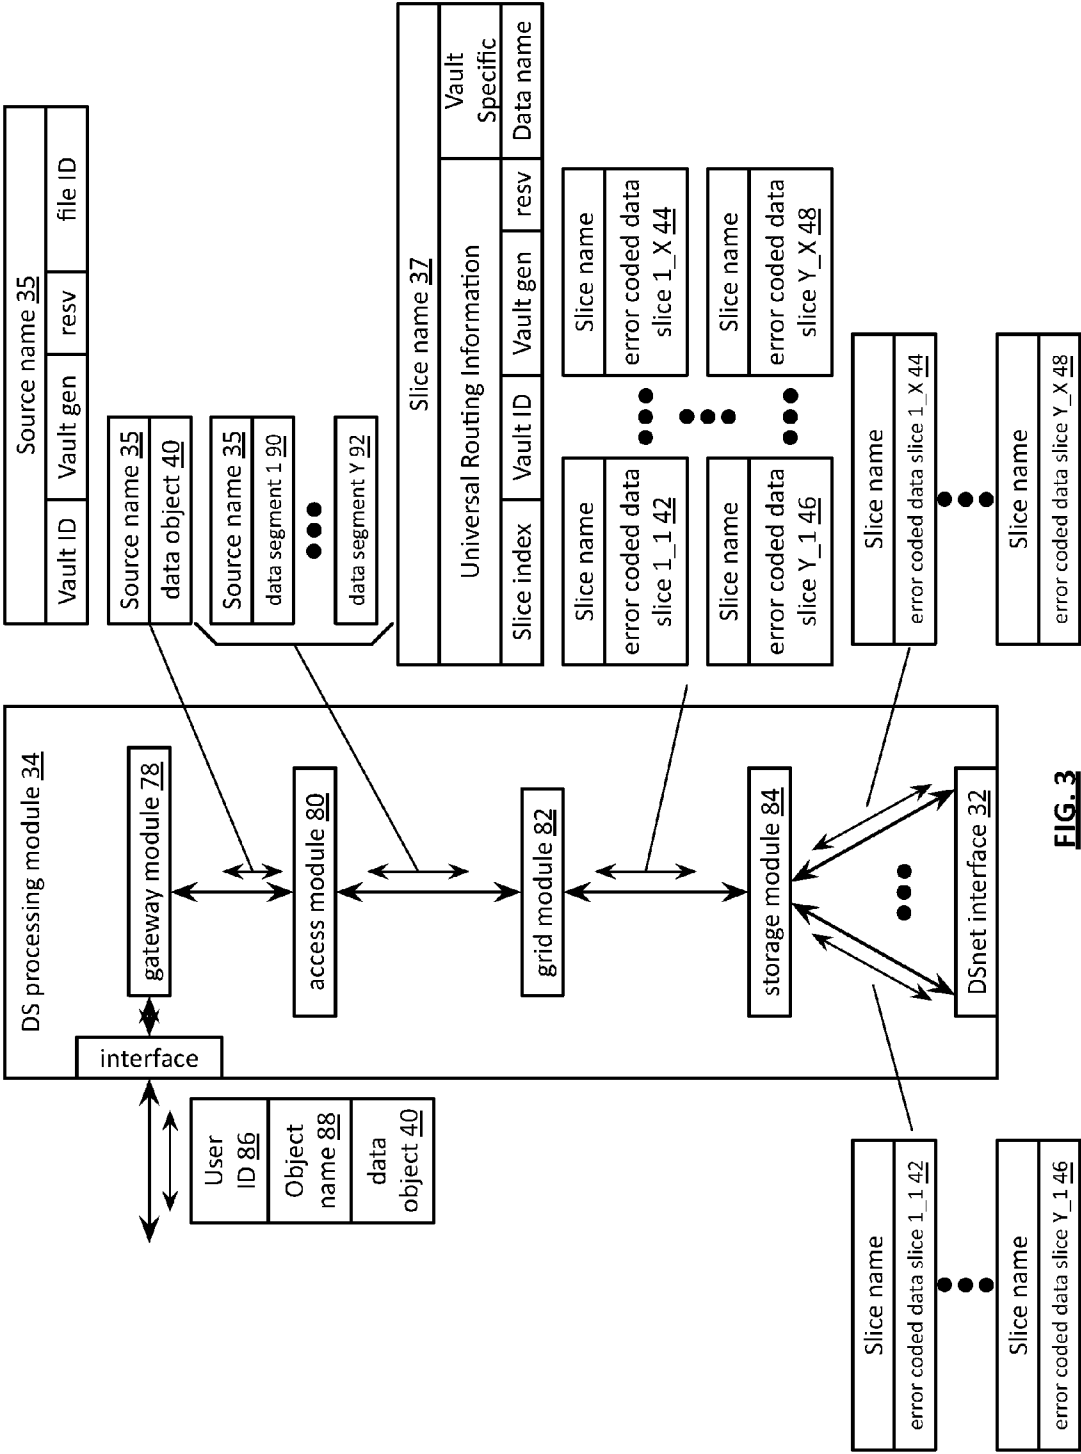 DS processing module 34
interface
gateway module 78
access module 80
grid module 82
storage module 84
DSnet interface 32
User
ID 86
Object
name 88
data
object 40
Source name 35
Vault ID
Vault gen
resv
file ID
Source name 35
data object 40
Source name 35
data segment 1 90
data segment Y 92
Slice name 37
Universal Routing Information
Vault
Specific
Slice index
Vault ID
Vault gen
resv
Data name
Slice name
error coded data
slice 1_1 42
Slice name
error coded data
slice 1_X 44
Slice name
error coded data
slice Y_1 46
Slice name
error coded data
slice Y_X 48
Slice name
error coded data slice 1_1 42
Slice name
error coded data slice Y_1 46
Slice name
error coded data slice 1_X 44
Slice name
error coded data slice Y_X 48
FIG. 3